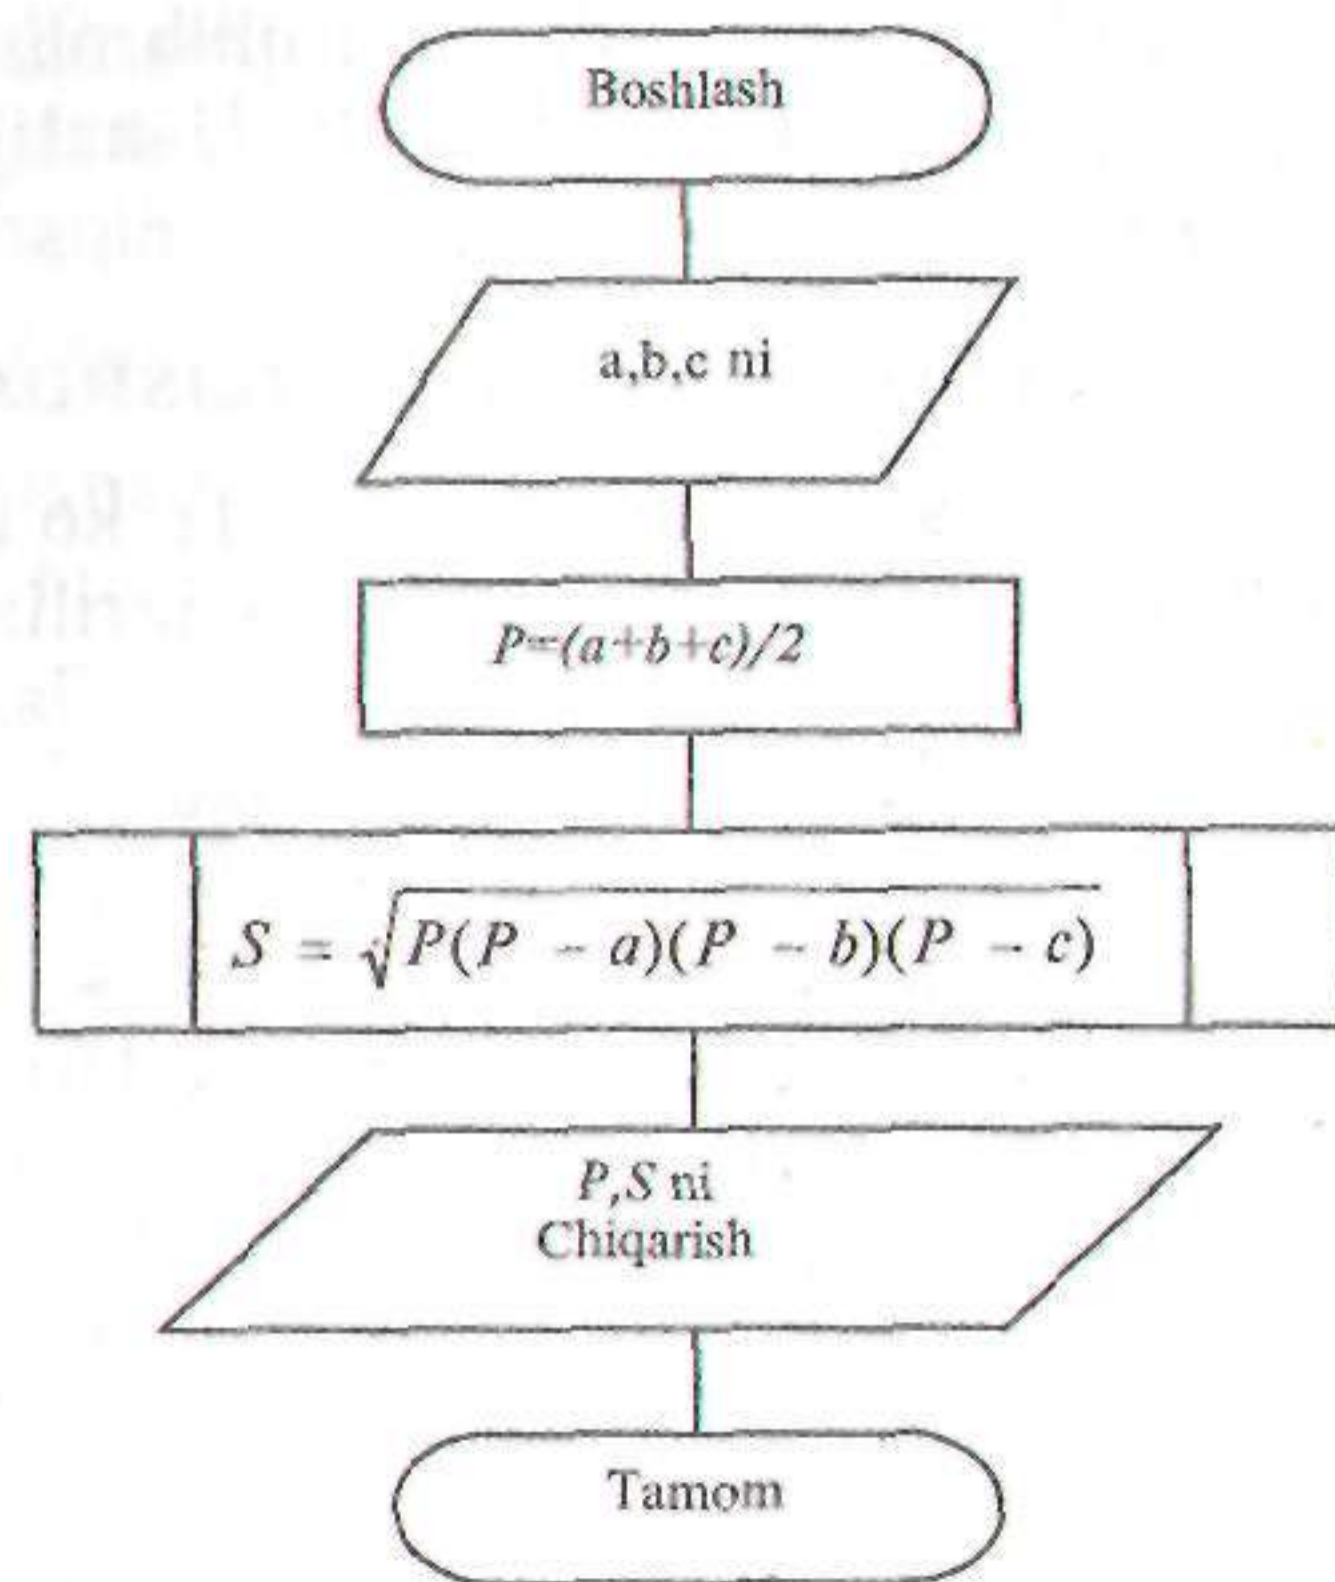 Boshlash
a,b,c ni
P=(a+b+c)/2
S = √P(P - a)(P - b)(P - c)
P,S ni
Chiqarish
Tamom